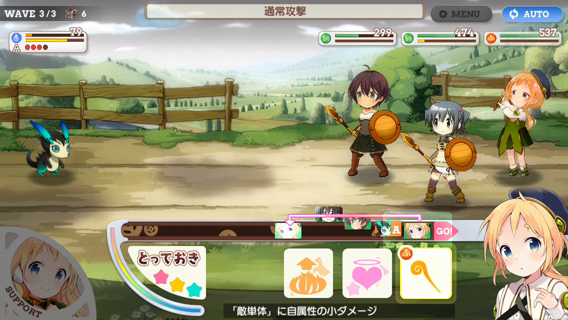 WAVE 3/3 6
通常攻撃
MENU
AUTO
79
A
299
474
537
A
GO!
とっておき
SUPPORT
「敵単体」に自属性の小ダメージ